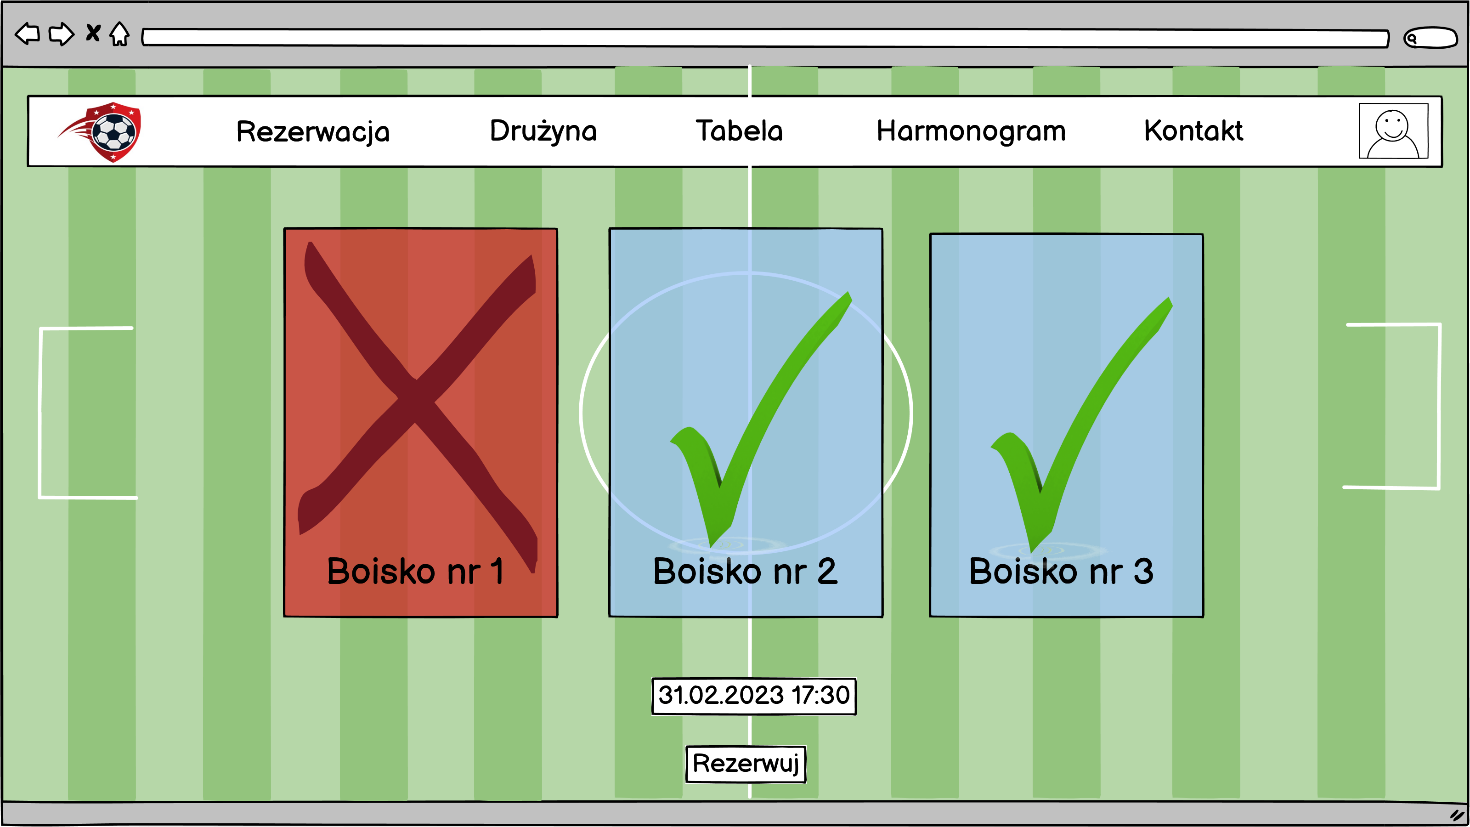 Rezerwacja Drużyna Tabela Harmonogram Kontakt
Boisko nr 1 Boisko nr 2 Boisko nr 3
31.02.2023 17:30
Rezerwuj